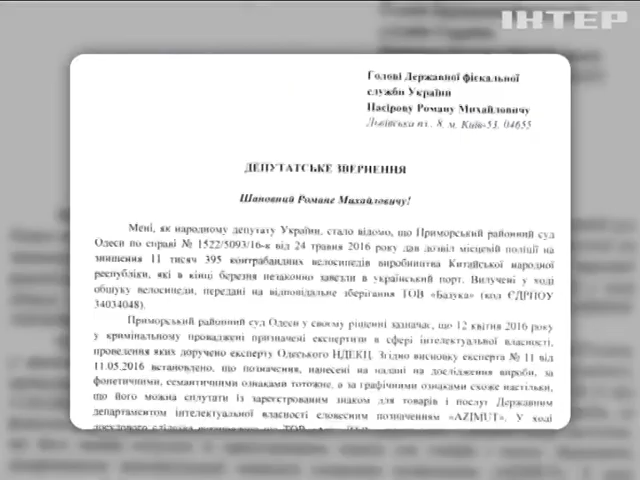 ІНТЕР
Голові Державної фіскальної
служби України
Насірову Роману Михайловичу
Львівська пл., 8, м. Київ-53, 04655
ДЕПУТАТСЬКЕ ЗВЕРНЕННЯ
Шановний Романе Михайловичу!
Мені, як народному депутату України, стало відомо, що Приморський районний суд
Одеси по справі № 1522/5093/16-к від 24 травня 2016 року дав дозвіл місцевій поліції на
знищення 11 тисяч 395 контрабандних велосипедів виробництва Китайської народної
республіки, які в кінці березня незаконно завезли в український порт. Вилучені у ході
обшуку велосипеди, передані на відповідальне зберігання ТОВ «Базука» (код ЄДРПОУ
34034048).
Приморський районний суд Одеси у своєму рішенні зазначає, що 12 квітня 2016 року
у кримінальному проваджені призначені експертизи в сфері інтелектуальної власності,
проведення яких доручено експерту Одеського НДЕКЦ. Згідно висновку експерта № 11 від
11.05.2016 встановлено, що позначення, нанесені на надані на дослідження вироби, за
фонетичними, семантичними ознаками тотожне, а за графічними ознаками схоже настільки,
що його можна сплутати із зареєстрованим знаком для товарів і послуг Державним
департаментом інтелектуальної власності словесним позначенням «AZIMUT». У ході